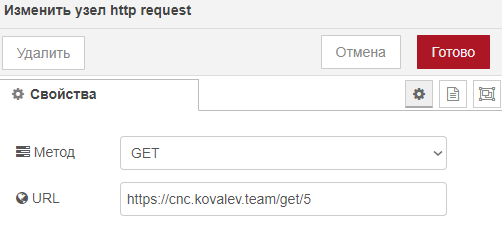 Изменить узел http request
Удалить
Отмена
Готово
Свойства
Метод
GET
URL
https://cnc.kovalev.team/get/5